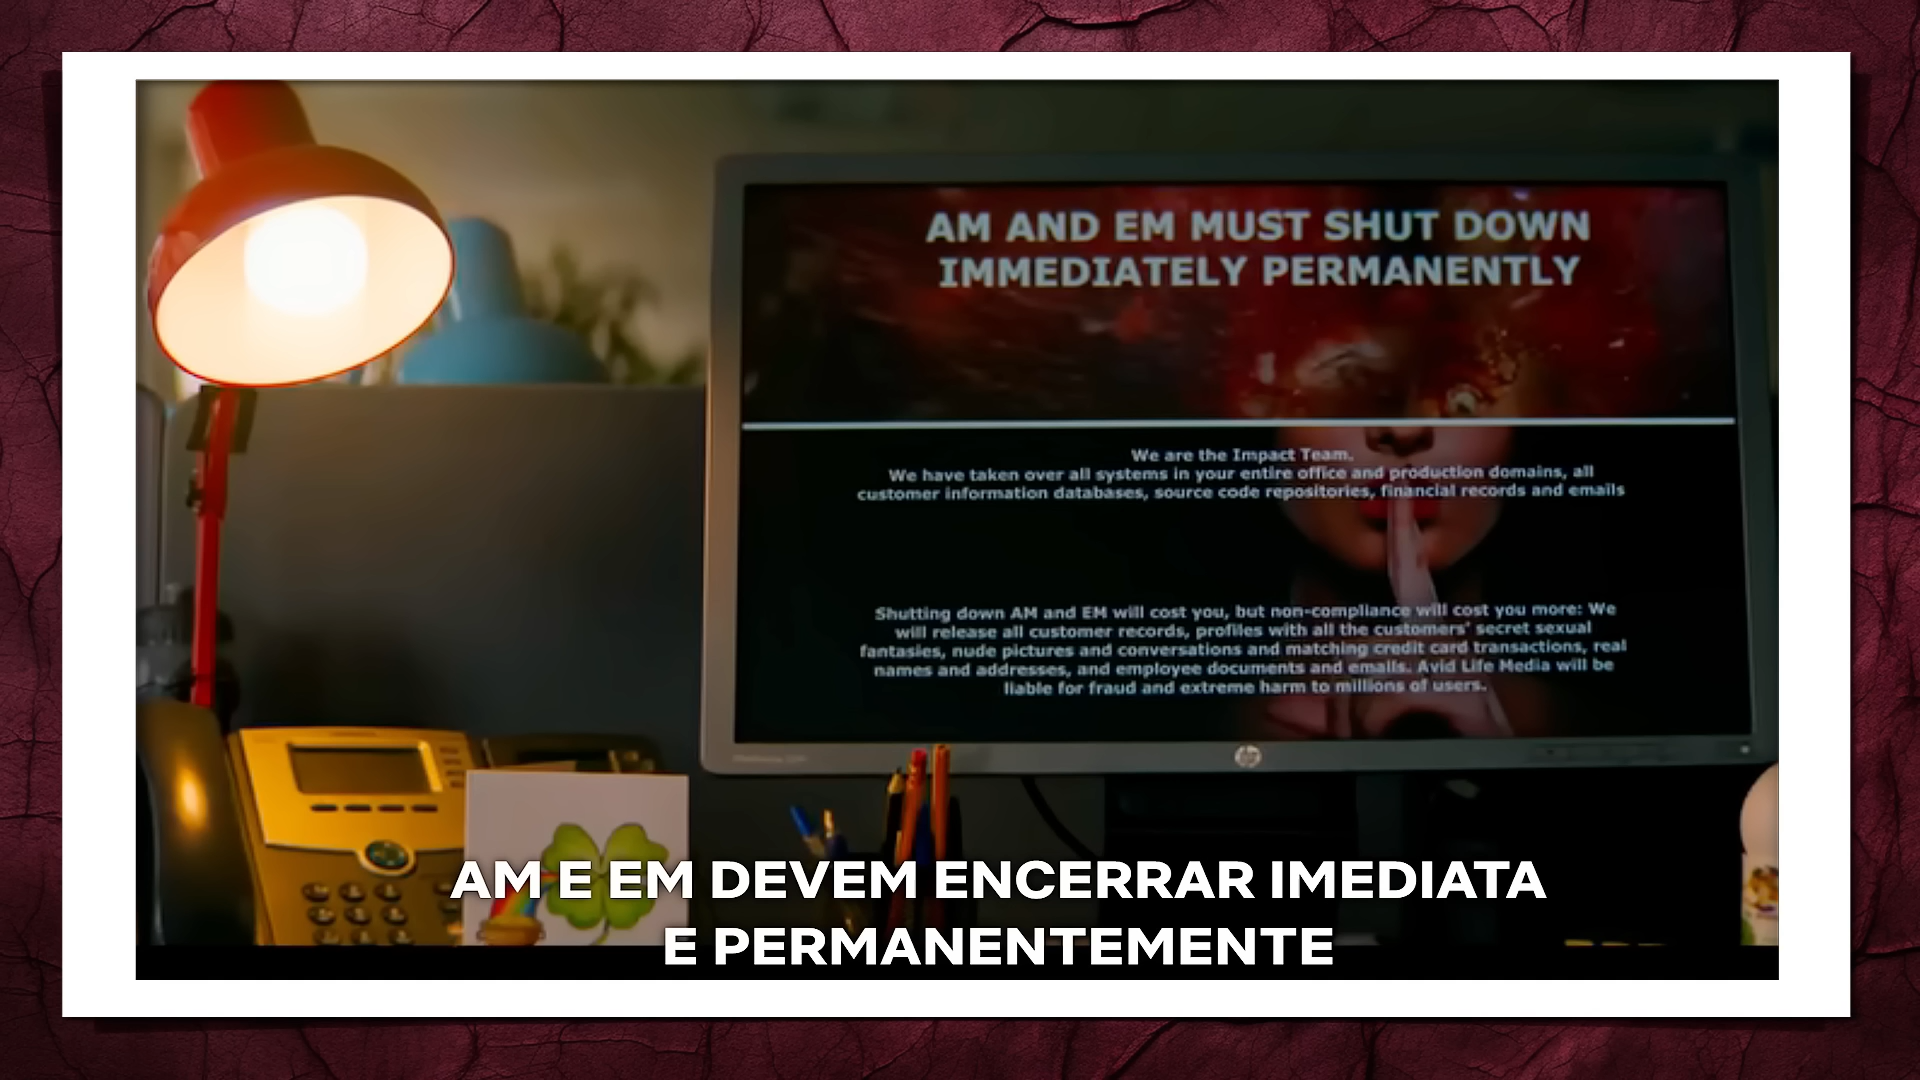 AM AND EM MUST SHUT DOWN
IMMEDIATELY PERMANENTLY
We are the Impact Team.
We have taken over all systems in your entire office and production domains, all
customer information databases, source code repositories, financial records and emails
Shutting down AM and EM will cost you, but non-compliance will cost you more: We
will release all customer records, profiles with all the customers' secret sexual
fantasies, nude pictures and conversations and matching credit card transactions, real
names and addresses, and employee documents and emails. Avid Life Media will be
liable for fraud and extreme harm to millions of users.
hp
AM E EM DEVEM ENCERRAR IMEDIATA
E PERMANENTEMENTE